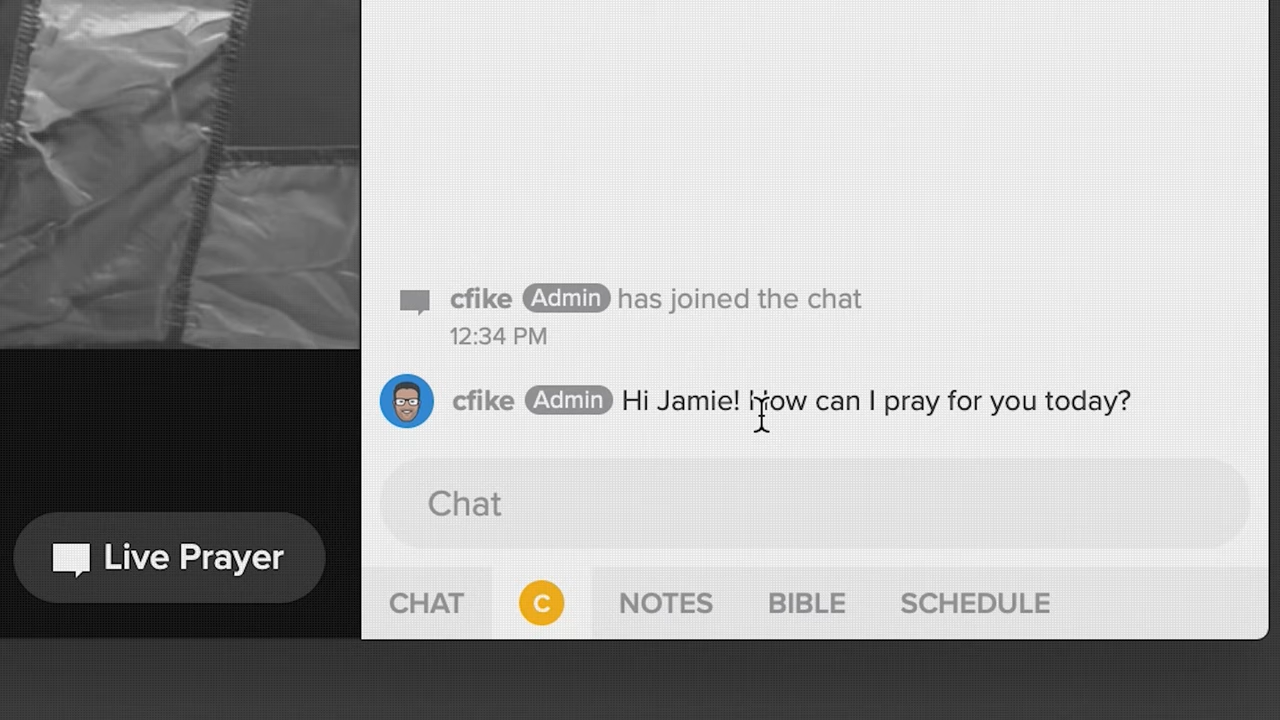 cfike Admin has joined the chat
12:34 PM
cfike Admin Hi Jamie! How can I pray for you today?
Chat
Live Prayer
CHAT C NOTES BIBLE SCHEDULE